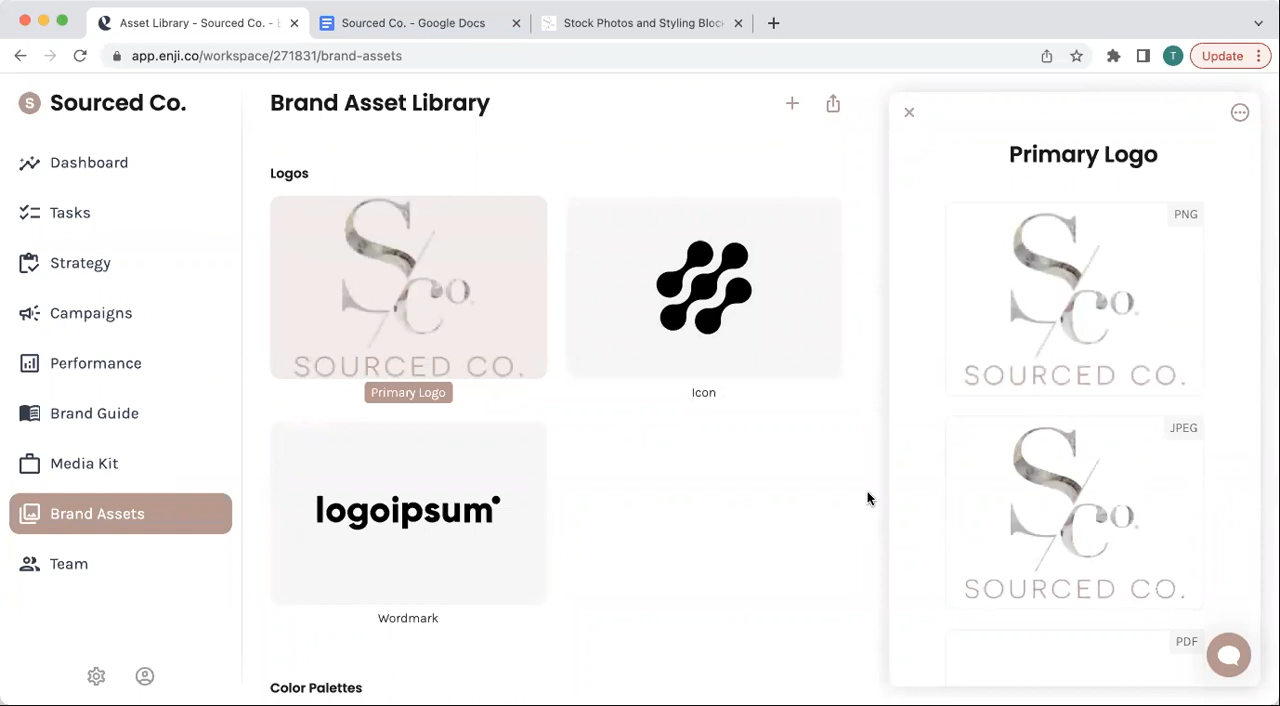 Asset Library - Sourced Co. -
Sourced Co. - Google Docs
Stock Photos and Styling Bloc
app.enji.co/workspace/271831/brand-assets
T
Update
S
Sourced Co.
Dashboard
Tasks
Strategy
Campaigns
Performance
Brand Guide
Media Kit
Brand Assets
Team
Brand Asset Library
Logos
S/Co.
SOURCED CO.
Primary Logo
Icon
logoipsum
Wordmark
Color Palettes
Primary Logo
PNG
S/Co.
SOURCED CO.
JPEG
S/Co.
SOURCED CO.
PDF